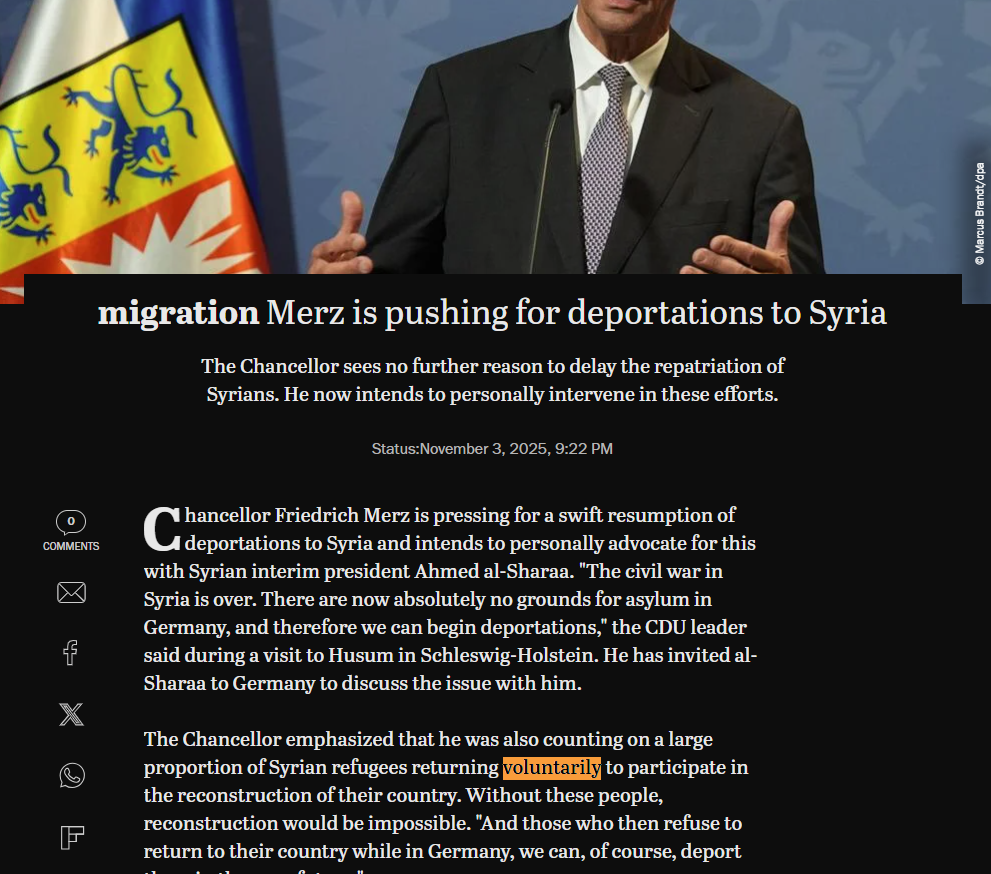 © Marcus Brandt/dpa
migration Merz is pushing for deportations to Syria
The Chancellor sees no further reason to delay the repatriation of
Syrians. He now intends to personally intervene in these efforts.
Status:November 3, 2025, 9:22 PM
0
COMMENTS
Chancellor Friedrich Merz is pressing for a swift resumption of
deportations to Syria and intends to personally advocate for this
with Syrian interim president Ahmed al-Sharaa. "The civil war in
Syria is over. There are now absolutely no grounds for asylum in
Germany, and therefore we can begin deportations," the CDU leader
said during a visit to Husum in Schleswig-Holstein. He has invited al-
Sharaa to Germany to discuss the issue with him.
The Chancellor emphasized that he was also counting on a large
proportion of Syrian refugees returning voluntarily to participate in
the reconstruction of their country. Without these people,
reconstruction would be impossible. "And those who then refuse to
return to their country while in Germany, we can, of course, deport